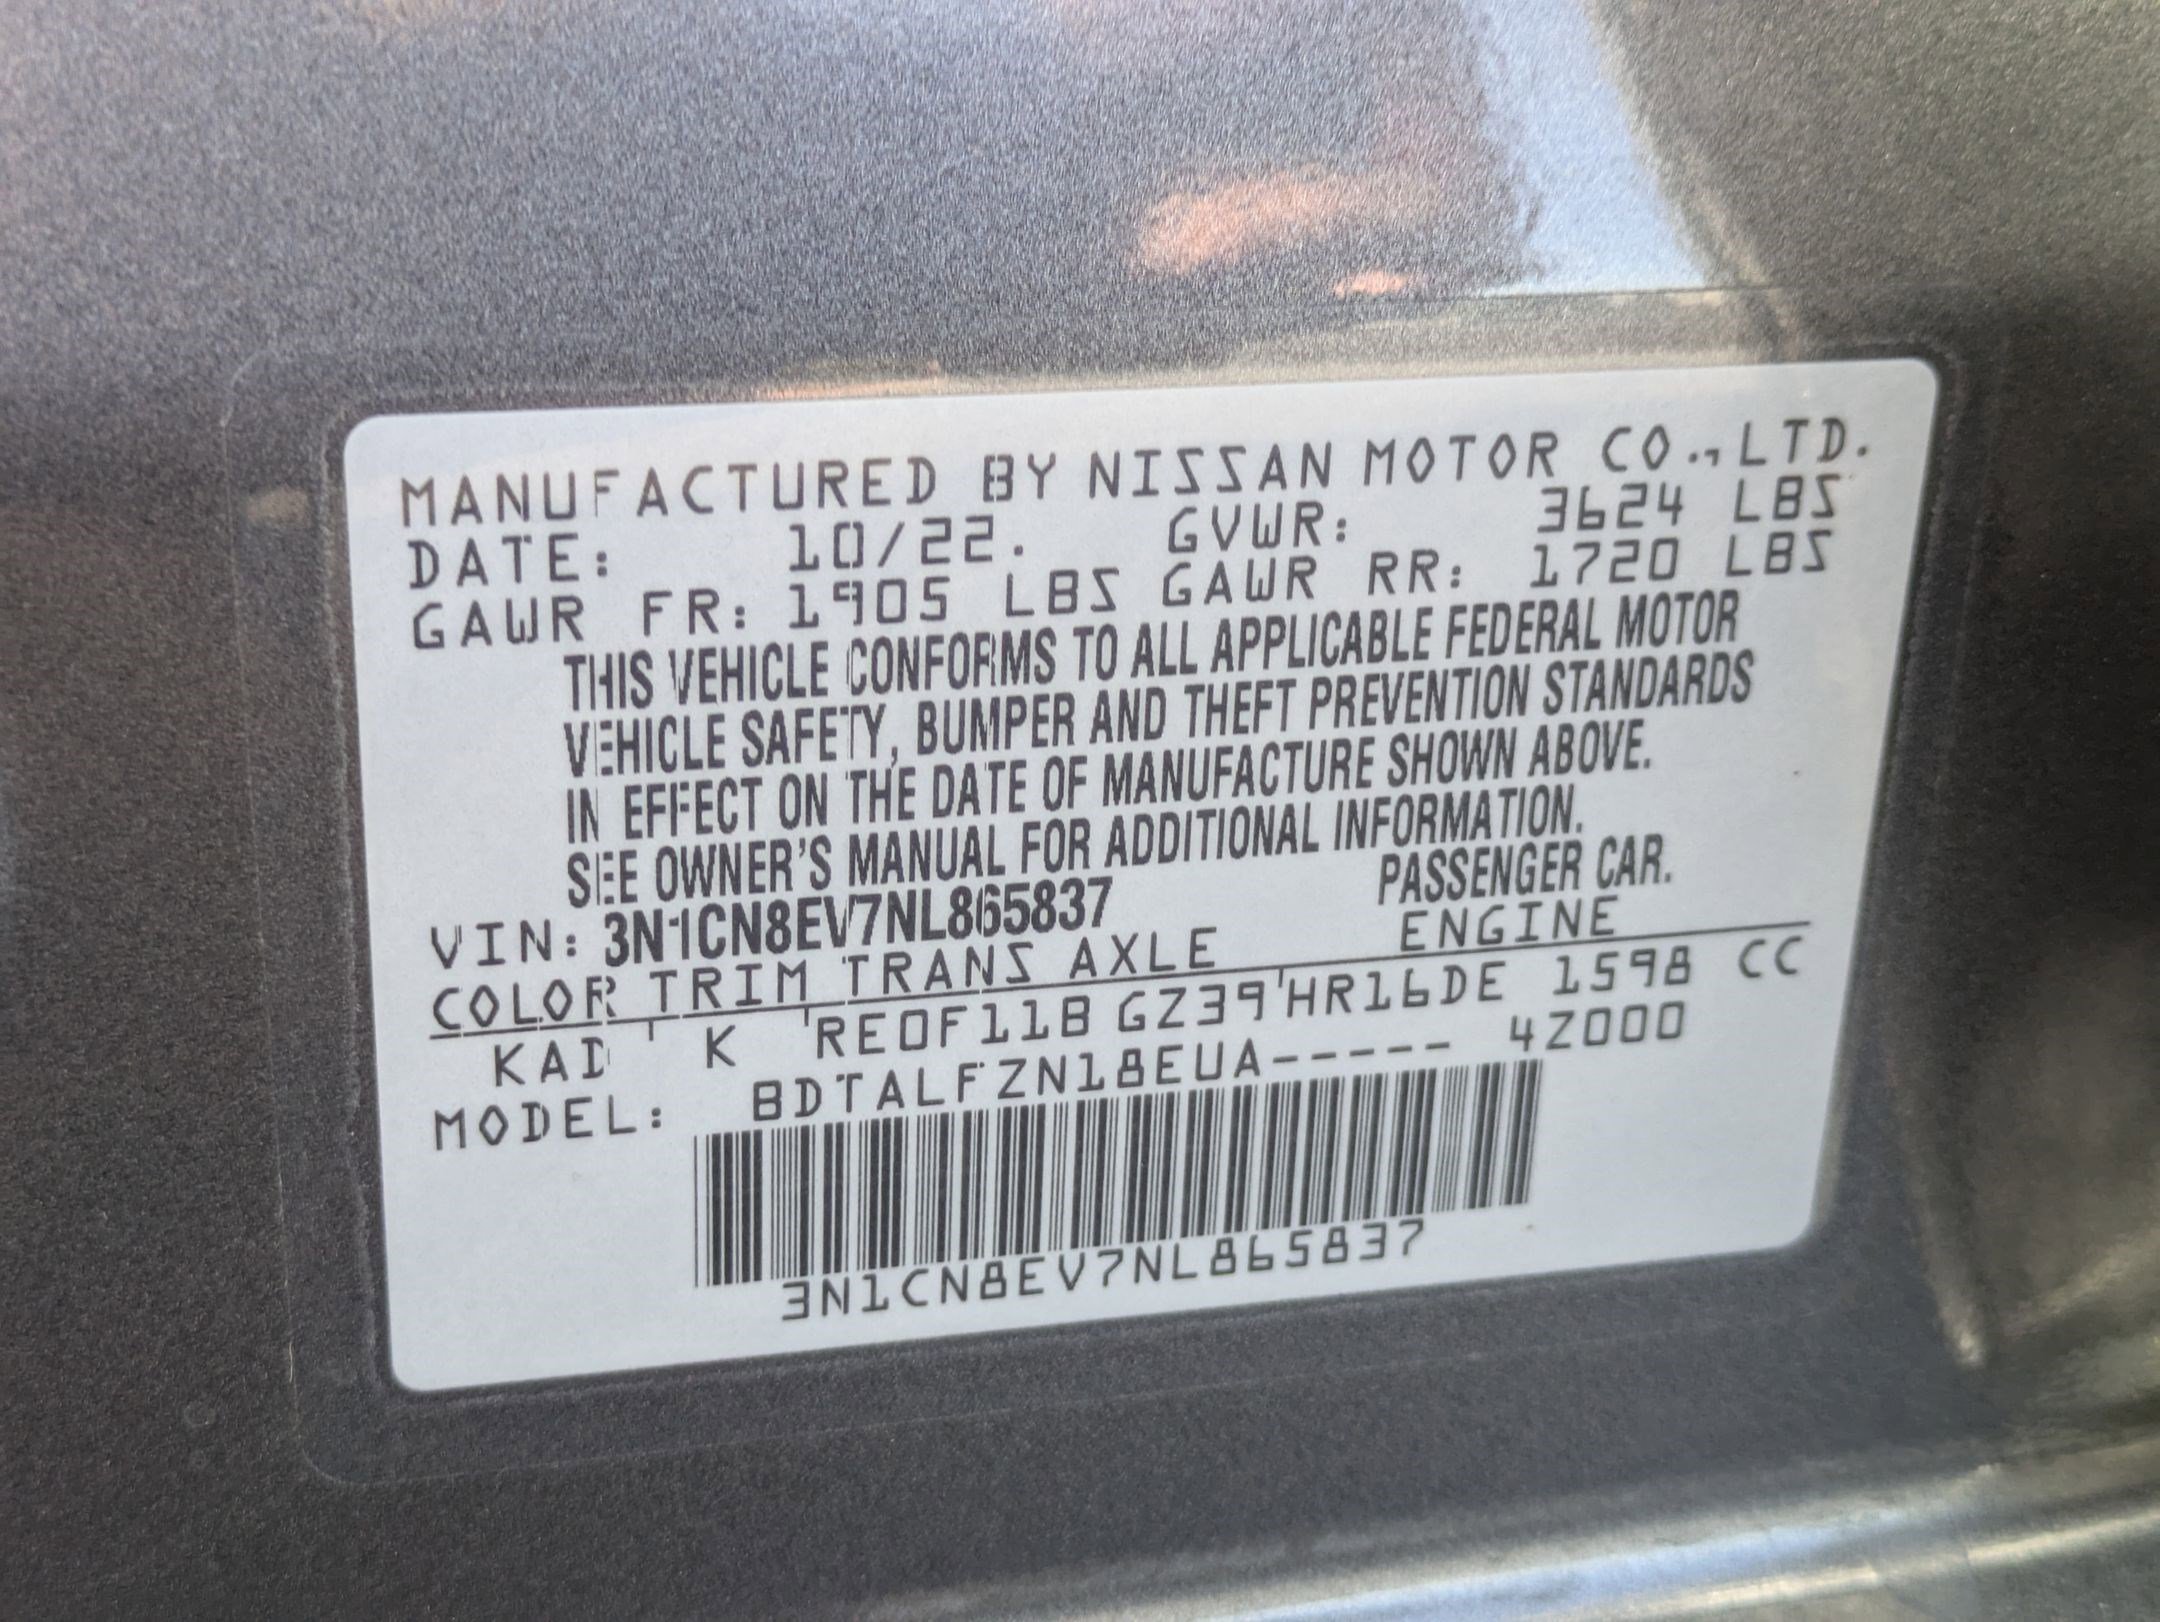 MANUFACTURED BY NISSAN MOTOR CO.,LTD.
DATE: 10/22. GVWR: 3624 LBS
GAWR FR: 1905 LBS GAWR RR: 1720 LBS
THIS VEHICLE CONFORMS TO ALL APPLICABLE FEDERAL MOTOR
VEHICLE SAFETY, BUMPER AND THEFT PREVENTION STANDARDS
IN EFFECT ON THE DATE OF MANUFACTURE SHOWN ABOVE.
SEE OWNER'S MANUAL FOR ADDITIONAL INFORMATION.
VIN: 3N1CN8EV7NL865837 PASSENGER CAR.
COLOR TRIM TRANS AXLE ENGINE
KAD K RE0F11B GZ39 HR16DE 1598 CC
MODEL: BDTALFZN18EUA----- 4Z000
3N1CN8EV7NL865837